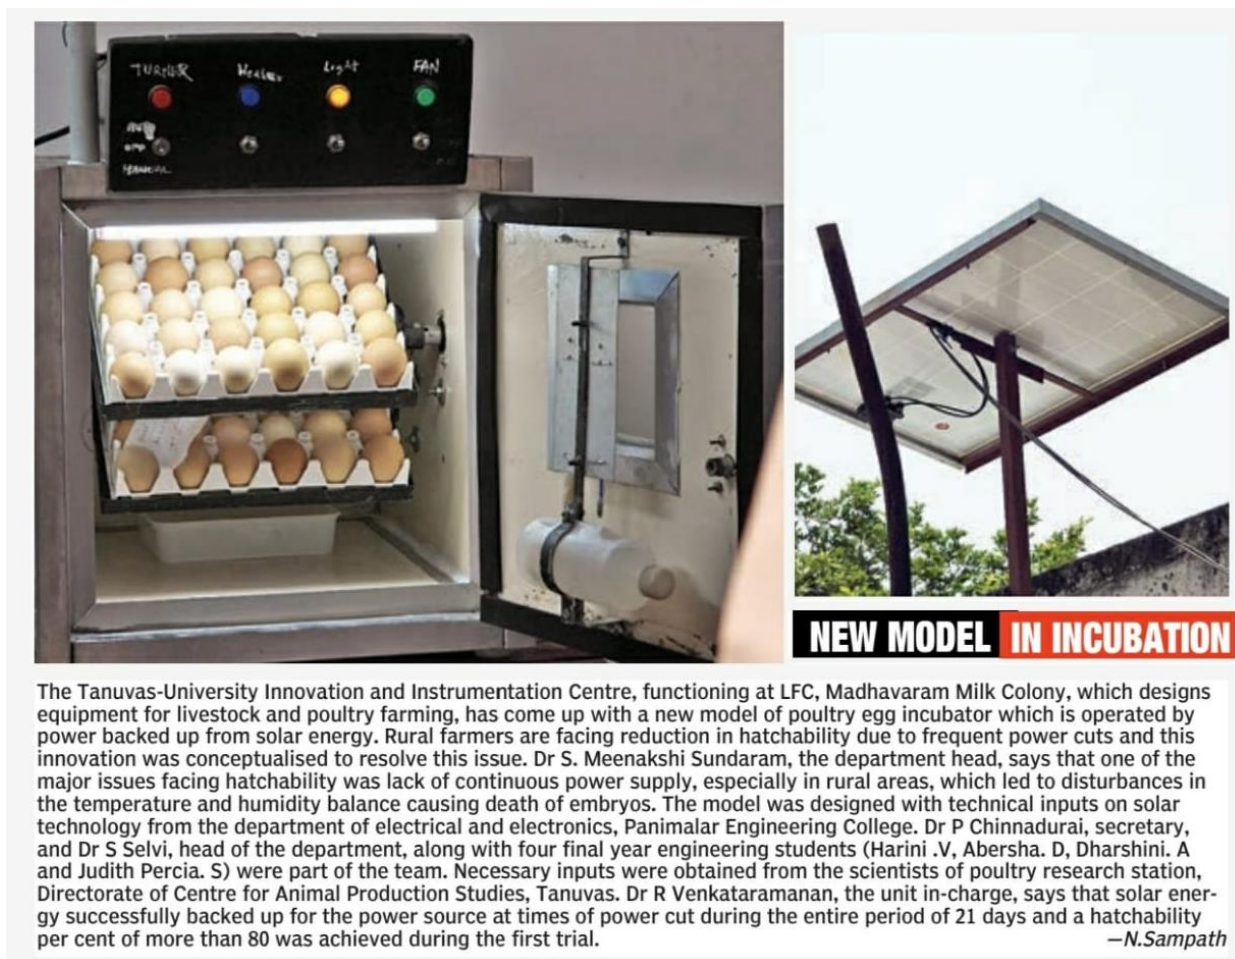 TURNER Heater Light FAN
AUTO
OFF
MANUAL
NEW MODEL IN INCUBATION
The Tanuvas-University Innovation and Instrumentation Centre, functioning at LFC, Madhavaram Milk Colony, which designs
equipment for livestock and poultry farming, has come up with a new model of poultry egg incubator which is operated by
power backed up from solar energy. Rural farmers are facing reduction in hatchability due to frequent power cuts and this
innovation was conceptualised to resolve this issue. Dr S. Meenakshi Sundaram, the department head, says that one of the
major issues facing hatchability was lack of continuous power supply, especially in rural areas, which led to disturbances in
the temperature and humidity balance causing death of embryos. The model was designed with technical inputs on solar
technology from the department of electrical and electronics, Panimalar Engineering College. Dr P Chinnadurai, secretary,
and Dr S Selvi, head of the department, along with four final year engineering students (Harini .V, Abersha. D, Dharshini. A
and Judith Percia. S) were part of the team. Necessary inputs were obtained from the scientists of poultry research station,
Directorate of Centre for Animal Production Studies, Tanuvas. Dr R Venkataramanan, the unit in-charge, says that solar ener-
gy successfully backed up for the power source at times of power cut during the entire period of 21 days and a hatchability
per cent of more than 80 was achieved during the first trial.
—N.Sampath